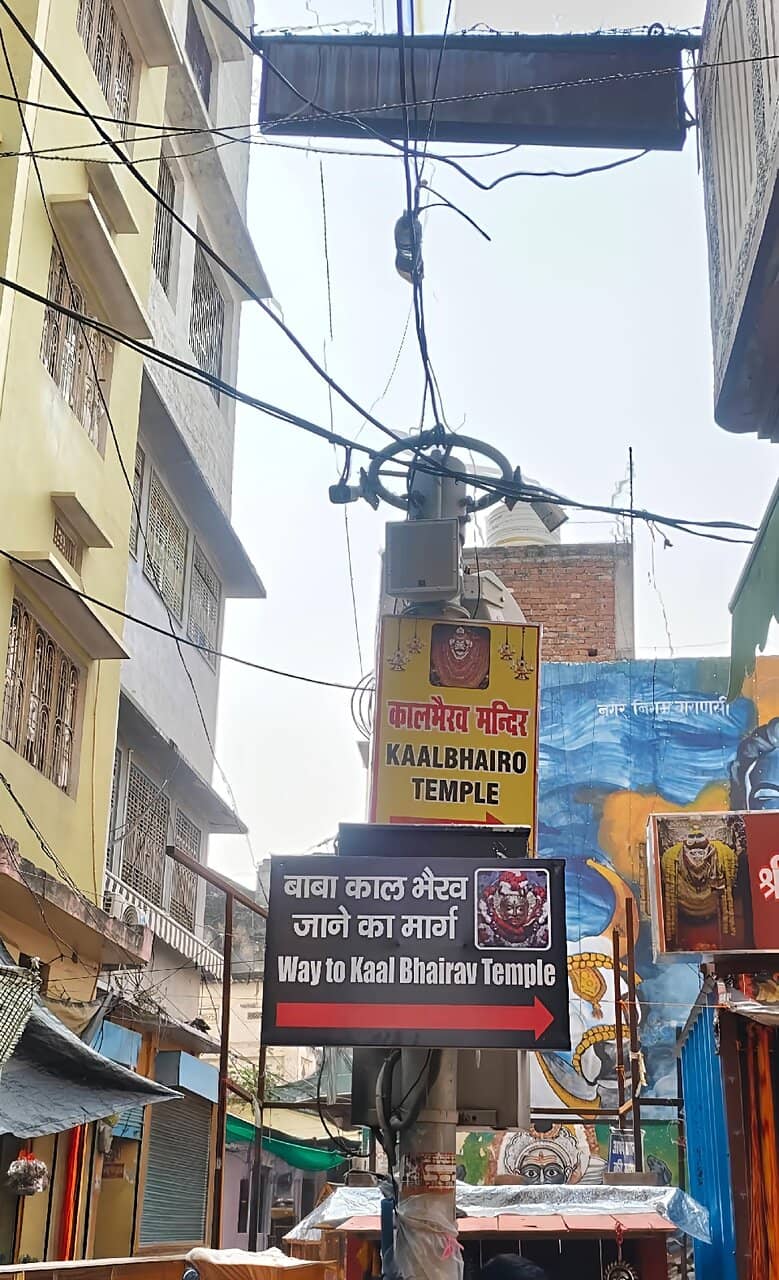 कालभैरव मन्दिर
KAALBHAIRO
TEMPLE
नगर निगम वाराणसी
बाबा काल भैरव
जाने का मार्ग
Way to Kaal Bhairav Temple
श्री